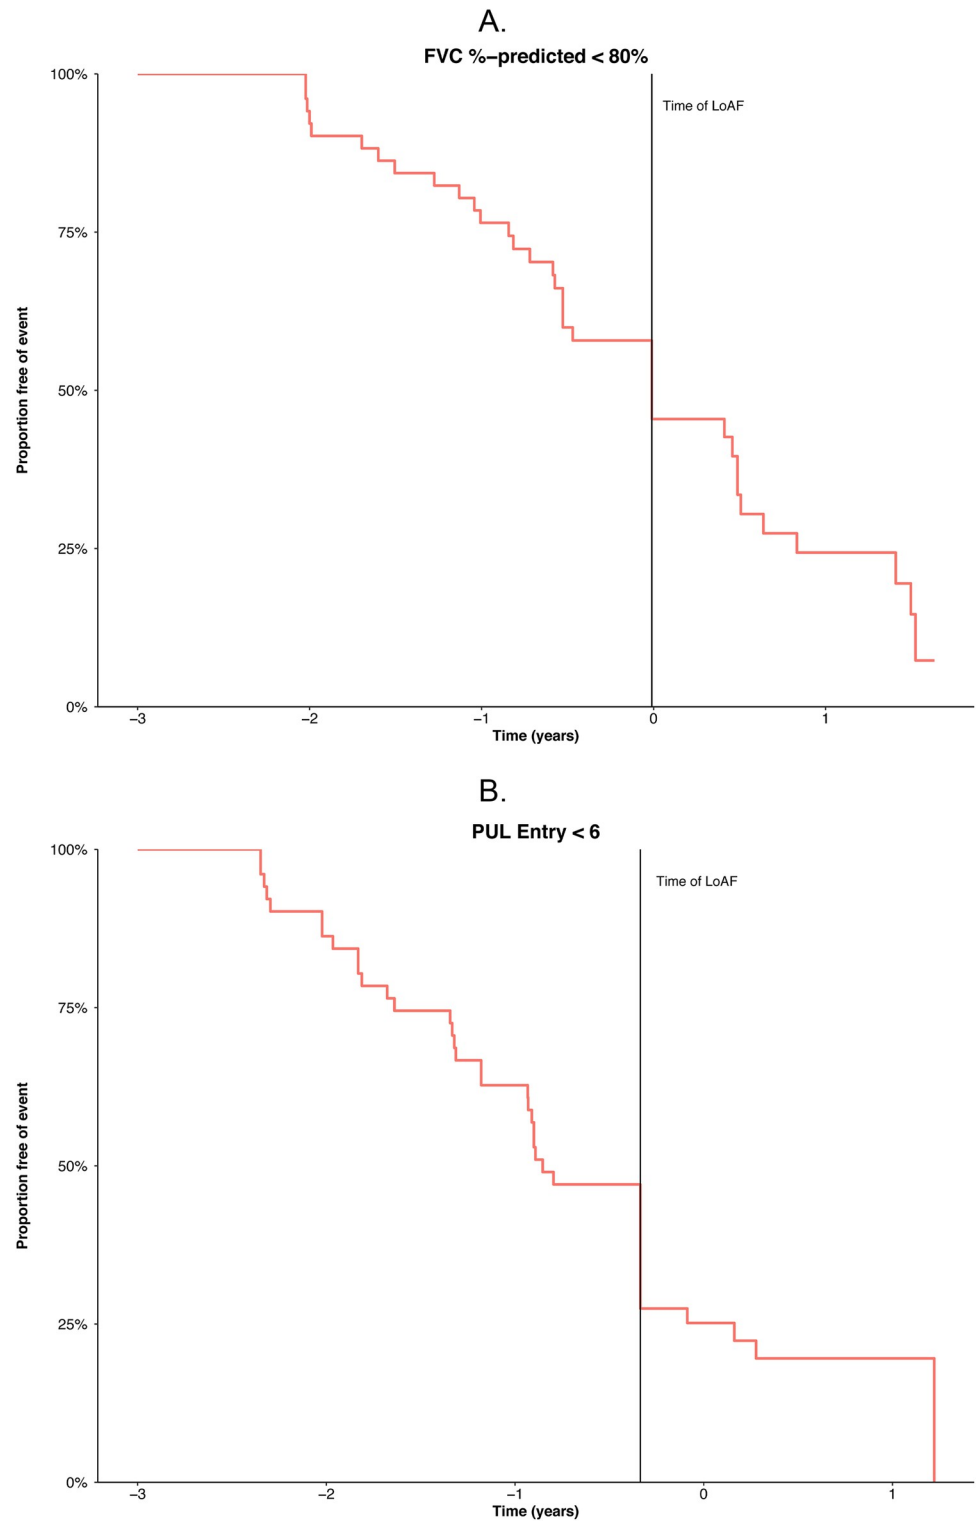 A.
FVC %–predicted < 80%
100%
Time of LoAF
75%
Proportion free of event
50%
25%
0%
–3 –2 –1 0 1
Time (years)
B.
PUL Entry < 6
100%
Time of LoAF
75%
Proportion free of event
50%
25%
0%
–3 –2 –1 0 1
Time (years)